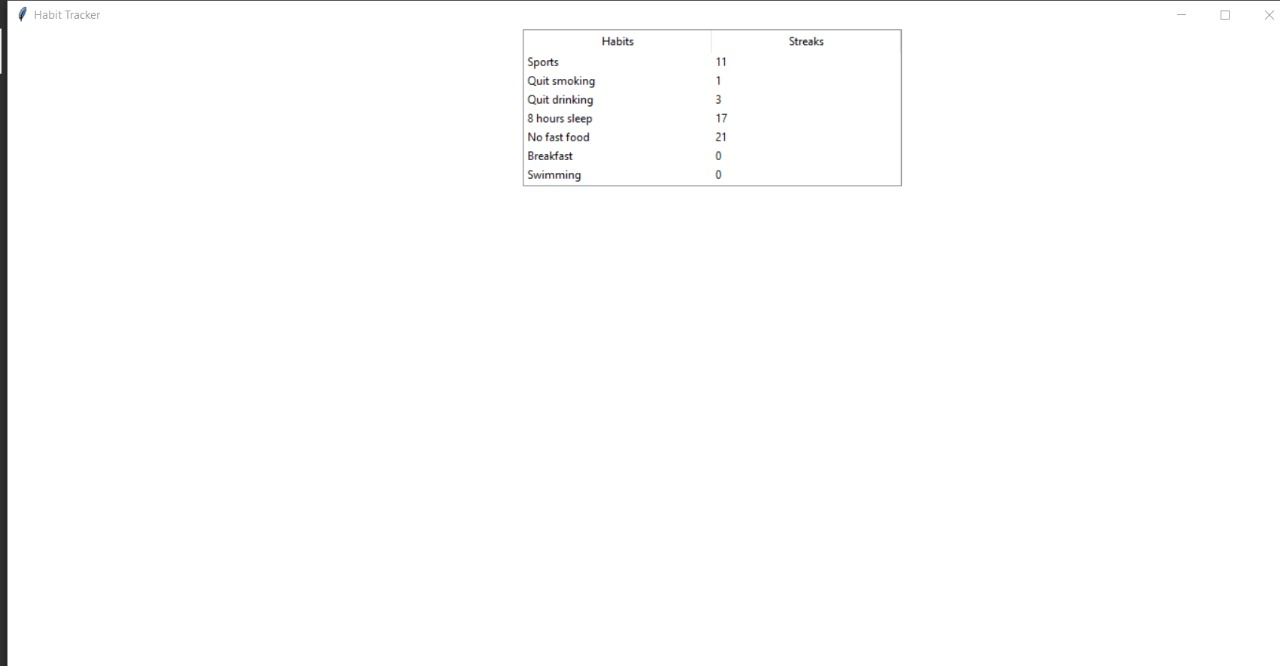 Habit Tracker
Habits Streaks
Sports 11
Quit smoking 1
Quit drinking 3
8 hours sleep 17
No fast food 21
Breakfast 0
Swimming 0